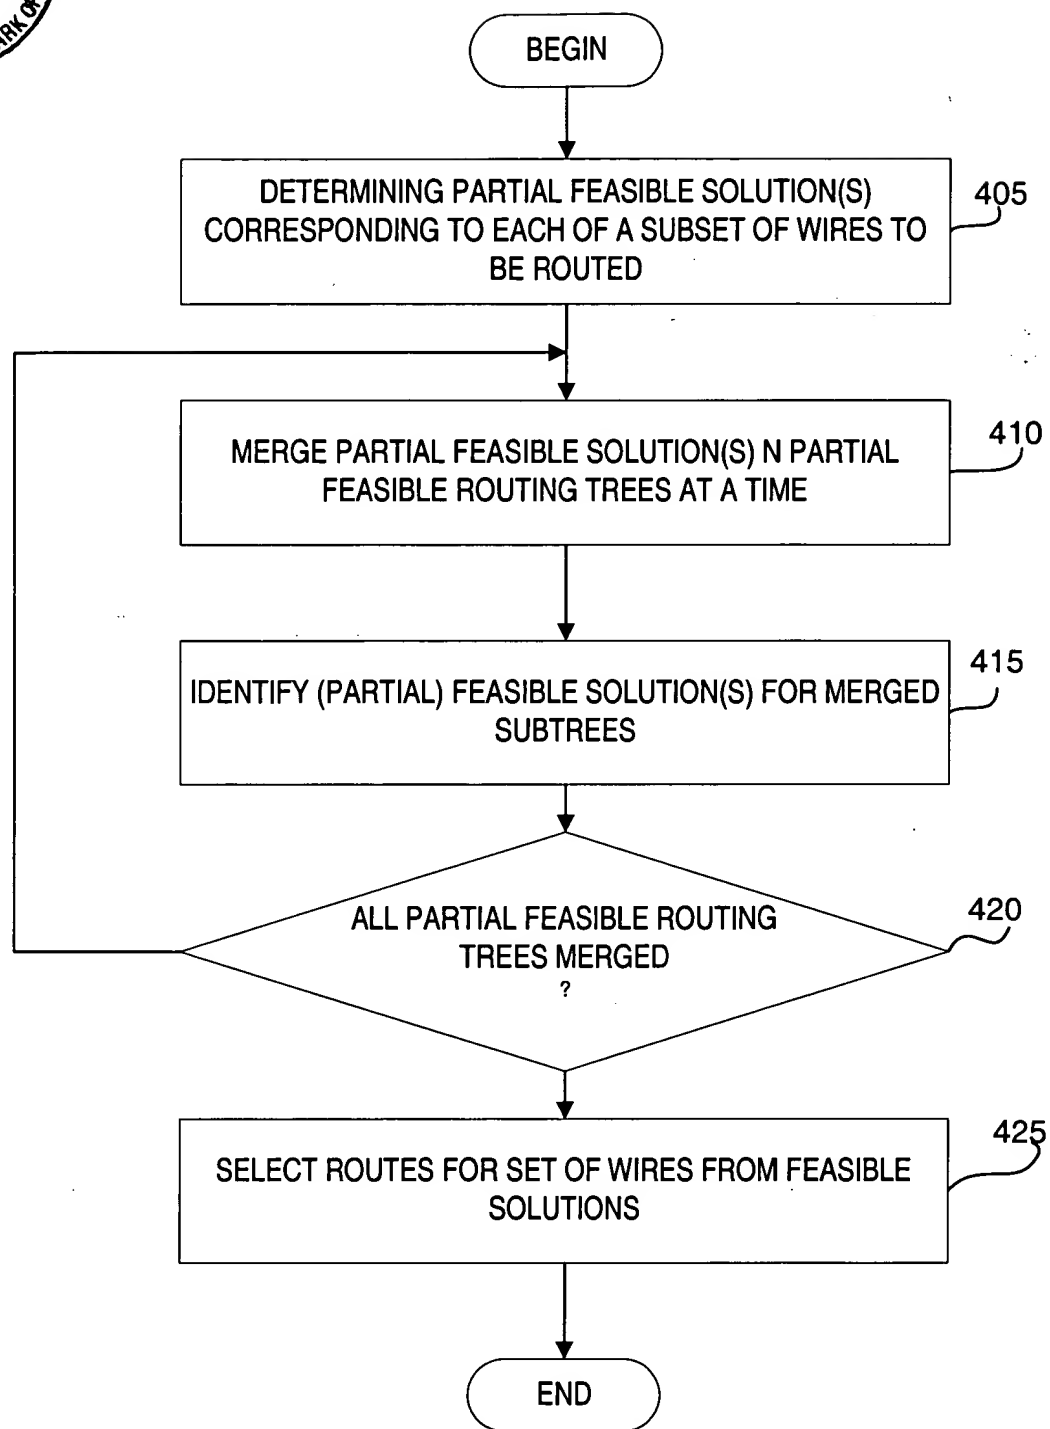 ARK OF
BEGIN
DETERMINING PARTIAL FEASIBLE SOLUTION(S)
CORRESPONDING TO EACH OF A SUBSET OF WIRES TO
BE ROUTED
405
MERGE PARTIAL FEASIBLE SOLUTION(S) N PARTIAL
FEASIBLE ROUTING TREES AT A TIME
410
IDENTIFY (PARTIAL) FEASIBLE SOLUTION(S) FOR MERGED
SUBTREES
415
ALL PARTIAL FEASIBLE ROUTING
TREES MERGED
?
420
SELECT ROUTES FOR SET OF WIRES FROM FEASIBLE
SOLUTIONS
425
END